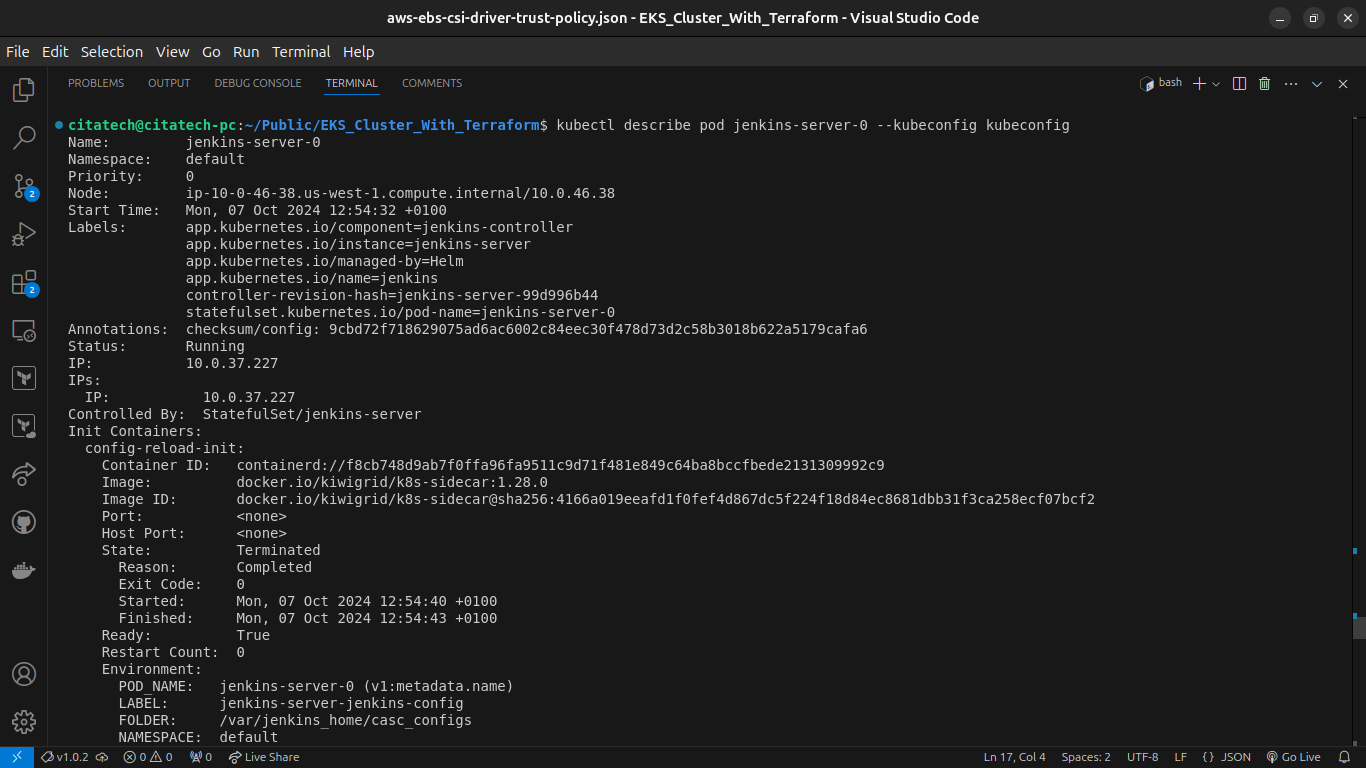 aws-ebs-csi-driver-trust-policy.json - EKS_Cluster_With_Terraform - Visual Studio Code
File Edit Selection View Go Run Terminal Help
PROBLEMS OUTPUT DEBUG CONSOLE TERMINAL COMMENTS bash
citatech@citatech-pc:~/Public/EKS_Cluster_With_Terraform$ kubectl describe pod jenkins-server-0 --kubeconfig kubeconfig
Name: jenkins-server-0
Namespace: default
Priority: 0
Node: ip-10-0-46-38.us-west-1.compute.internal/10.0.46.38
Start Time: Mon, 07 Oct 2024 12:54:32 +0100
Labels: app.kubernetes.io/component=jenkins-controller
app.kubernetes.io/instance=jenkins-server
app.kubernetes.io/managed-by=Helm
app.kubernetes.io/name=jenkins
controller-revision-hash=jenkins-server-99d996b44
statefulset.kubernetes.io/pod-name=jenkins-server-0
Annotations: checksum/config: 9cbd72f718629075ad6ac6002c84eec30f478d73d2c58b3018b622a5179cafa6
Status: Running
IP: 10.0.37.227
IPs:
IP: 10.0.37.227
Controlled By: StatefulSet/jenkins-server
Init Containers:
config-reload-init:
Container ID: containerd://f8cb748d9ab7f0ffa96fa9511c9d71f481e849c64ba8bccfbede2131309992c9
Image: docker.io/kiwigrid/k8s-sidecar:1.28.0
Image ID: docker.io/kiwigrid/k8s-sidecar@sha256:4166a019eeafd1f0fef4d867dc5f224f18d84ec8681dbb31f3ca258ecf07bcf2
Port: <none>
Host Port: <none>
State: Terminated
Reason: Completed
Exit Code: 0
Started: Mon, 07 Oct 2024 12:54:40 +0100
Finished: Mon, 07 Oct 2024 12:54:43 +0100
Ready: True
Restart Count: 0
Environment:
POD_NAME: jenkins-server-0 (v1:metadata.name)
LABEL: jenkins-server-jenkins-config
FOLDER: /var/jenkins_home/casc_configs
NAMESPACE: default
2
2
v1.0.2 0 0 0 Live Share Ln 17, Col 4 Spaces: 2 UTF-8 LF { } JSON Go Live